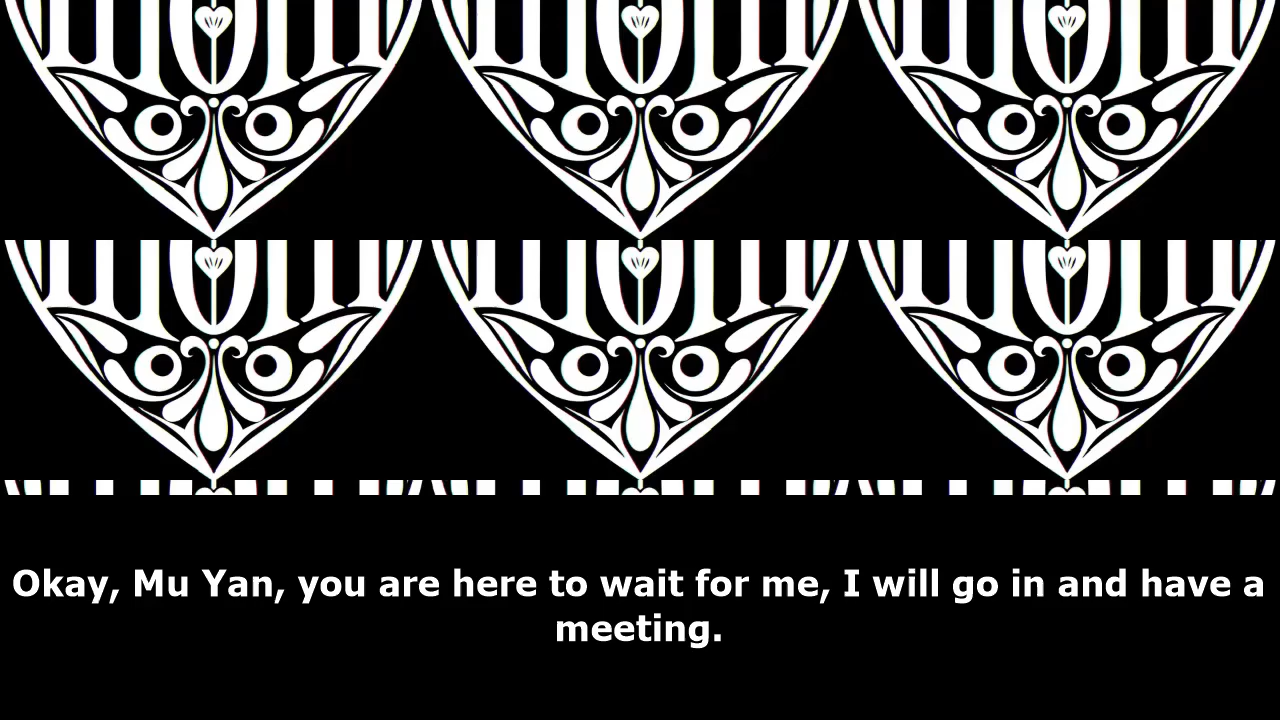 Okay, Mu Yan, you are here to wait for me, I will go in and have a
meeting.